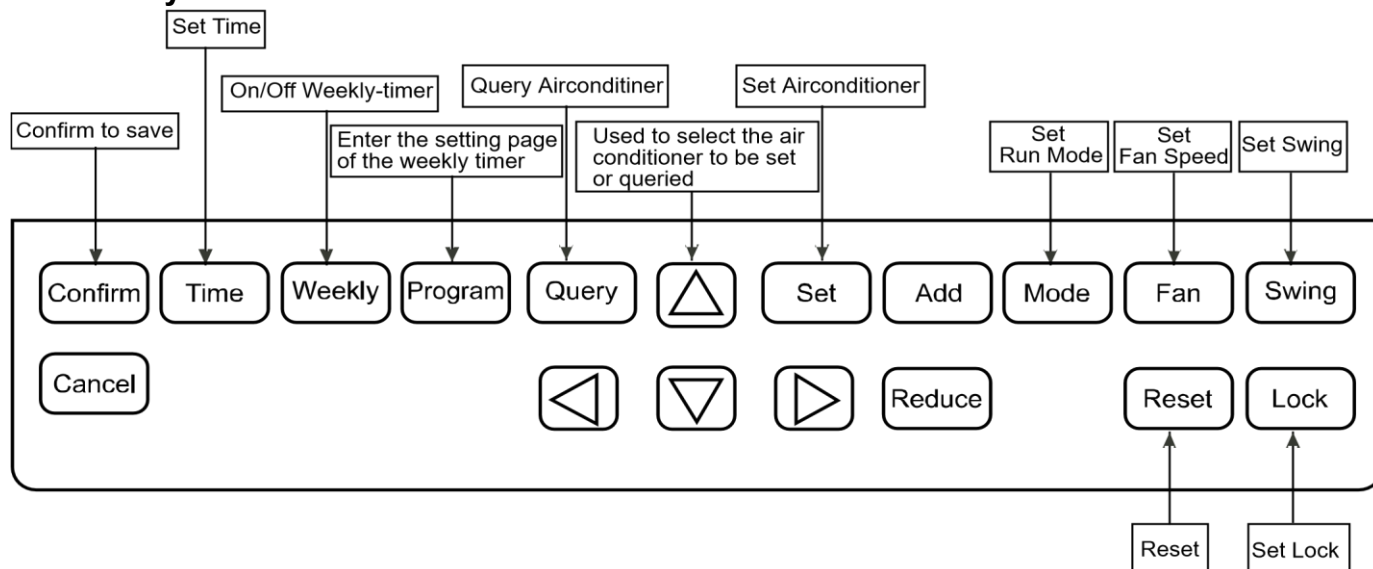 Set Time
On/Off Weekly-timer
Query Airconditiner
Set Airconditioner
Confirm to save
Enter the setting page
of the weekly timer
Used to select the air
conditioner to be set
or queried
Set
Run Mode
Set
Fan Speed
Set Swing
Confirm
Time
Weekly
Program
Query
Set
Add
Mode
Fan
Swing
Cancel
Reduce
Reset
Lock
Reset
Set Lock